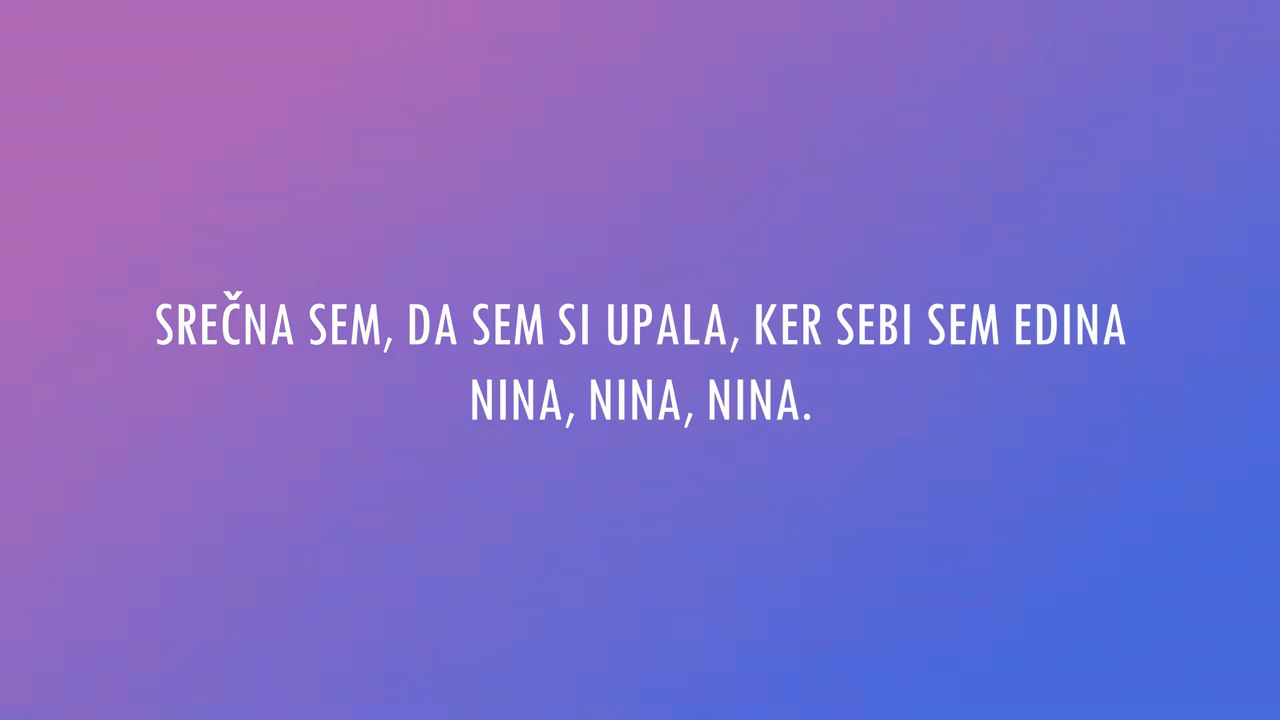 SREČNA SEM, DA SEM SI UPALA, KER SEBI SEM EDINA
NINA, NINA, NINA.